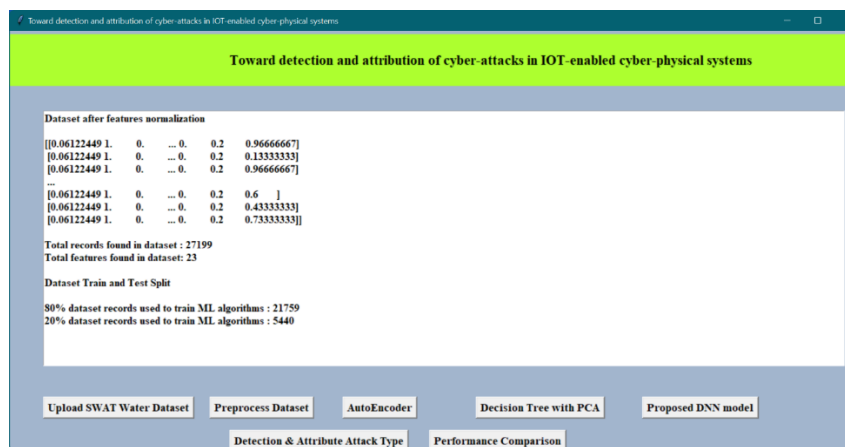 Toward detection and attribution of cyber-attacks in IOT-enabled cyber-physical systems
Toward detection and attribution of cyber-attacks in IOT-enabled cyber-physical systems
Dataset after features normalization
[[0.06122449 1. 0. ... 0. 0.2 0.96666667]
[0.06122449 1. 0. ... 0. 0.2 0.13333333]
[0.06122449 1. 0. ... 0. 0.2 0.96666667]
...
[0.06122449 1. 0. ... 0. 0.2 0.6 ]
[0.06122449 1. 0. ... 0. 0.2 0.43333333]
[0.06122449 1. 0. ... 0. 0.2 0.73333333]]
Total records found in dataset : 27199
Total features found in dataset: 23
Dataset Train and Test Split
80% dataset records used to train ML algorithms : 21759
20% dataset records used to train ML algorithms : 5440
Upload SWAT Water Dataset Preprocess Dataset AutoEncoder Decision Tree with PCA Proposed DNN model
Detection & Attribute Attack Type Performance Comparison